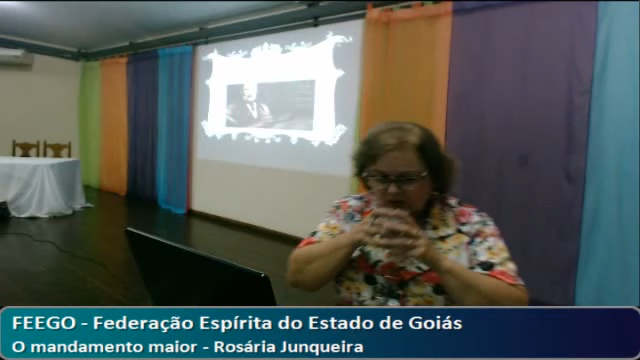 FEEGO - Federação Espírita do Estado de Goiás
O mandamento maior - Rosária Junqueira